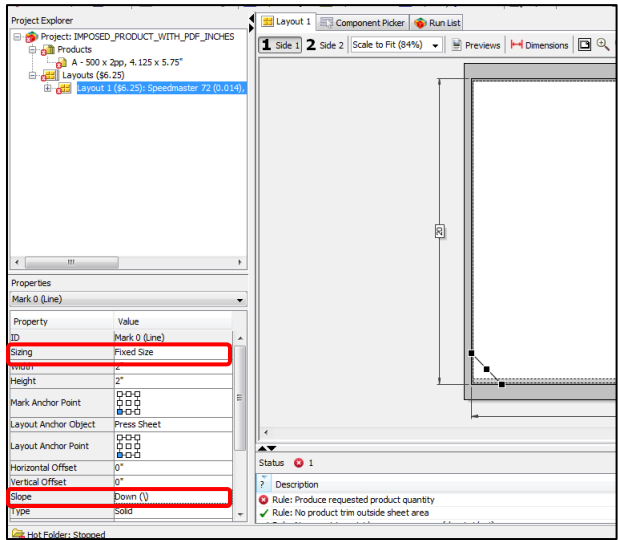 Project Explorer
Project: IMPOSED_PRODUCT_WITH_PDF_INCHES
Products
A - 500 x 2pp, 4.125 x 5.75"
Layouts ($6.25)
Layout 1 ($6.25): Speedmaster 72 (0.014),
Properties
Mark 0 (Line)
Property Value
ID Mark 0 (Line)
Sizing Fixed Size
Width 2"
Height 2"
Mark Anchor Point
Layout Anchor Object Press Sheet
Layout Anchor Point
Horizontal Offset 0"
Vertical Offset 0"
Slope Down (\)
Type Solid
Hot Folder: Stopped
Layout 1 Component Picker Run List
1 Side 1 2 Side 2 Scale to Fit (84%) Previews Dimensions
20
Status 1
? Description
Rule: Produce requested product quantity
Rule: No product trim outside sheet area